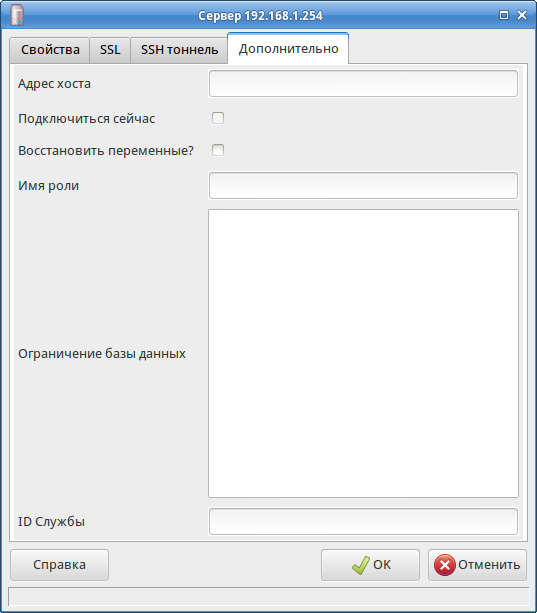 Сервер 192.168.1.254
Свойства SSL SSH тоннель Дополнительно
Адрес хоста
Подключиться сейчас
Восстановить переменные?
Имя роли
Ограничение базы данных
ID Службы
Справка OK Отменить